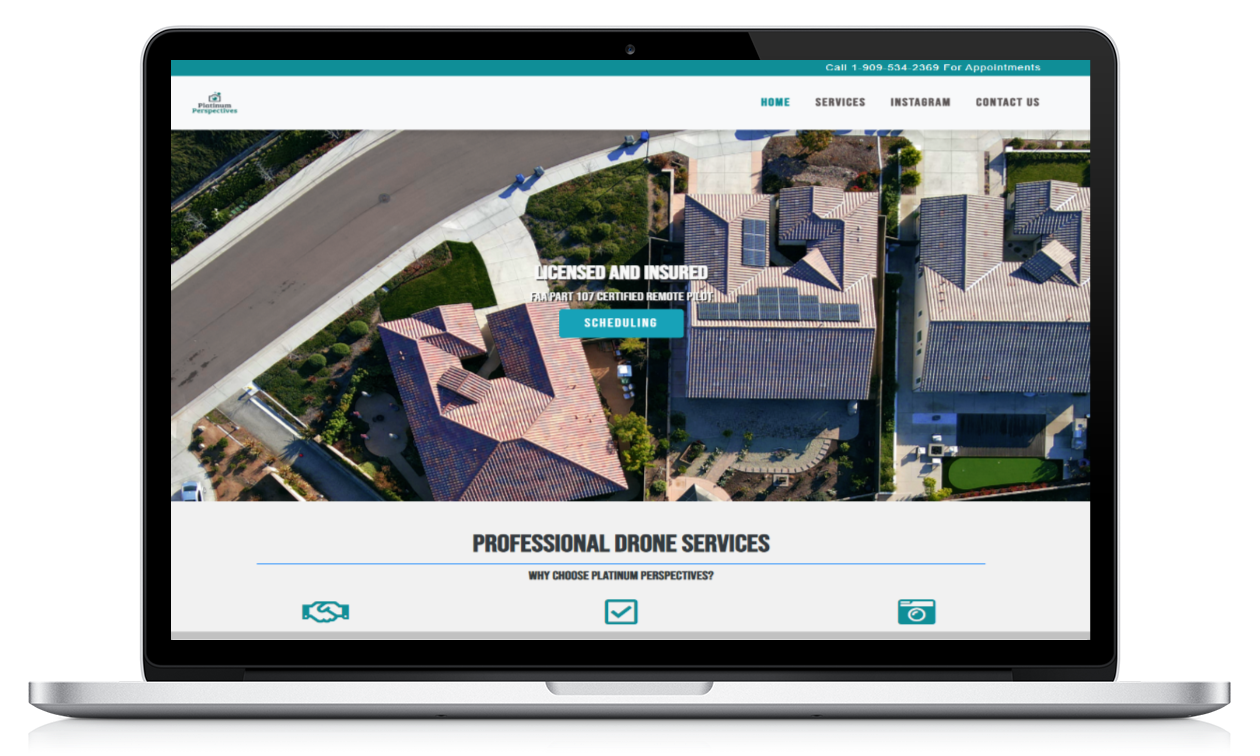 Call 1-909-534-2369 For Appointments
Platinum
Perspectives
HOME SERVICES INSTAGRAM CONTACT US
LICENSED AND INSURED
FAA PART 107 CERTIFIED REMOTE PILOT
SCHEDULING
PROFESSIONAL DRONE SERVICES
WHY CHOOSE PLATINUM PERSPECTIVES?